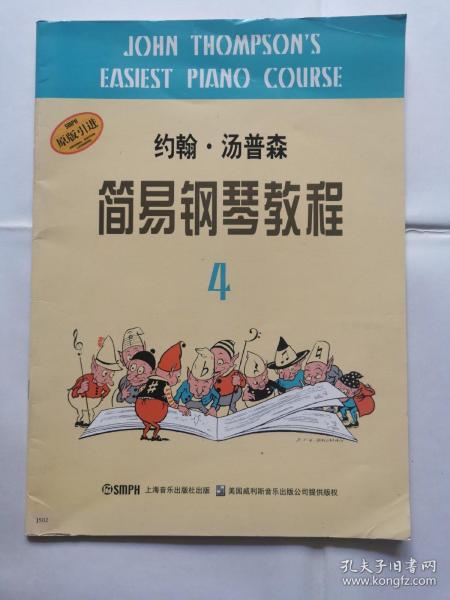 JOHN THOMPSON'S
EASIEST PIANO COURSE
SMPH
原版引进
约翰·汤普森
简易钢琴教程
4
SMPH 上海音乐出版社出版 美国威利斯音乐出版公司提供版权
J502
孔夫子旧书网
www.kongfz.com